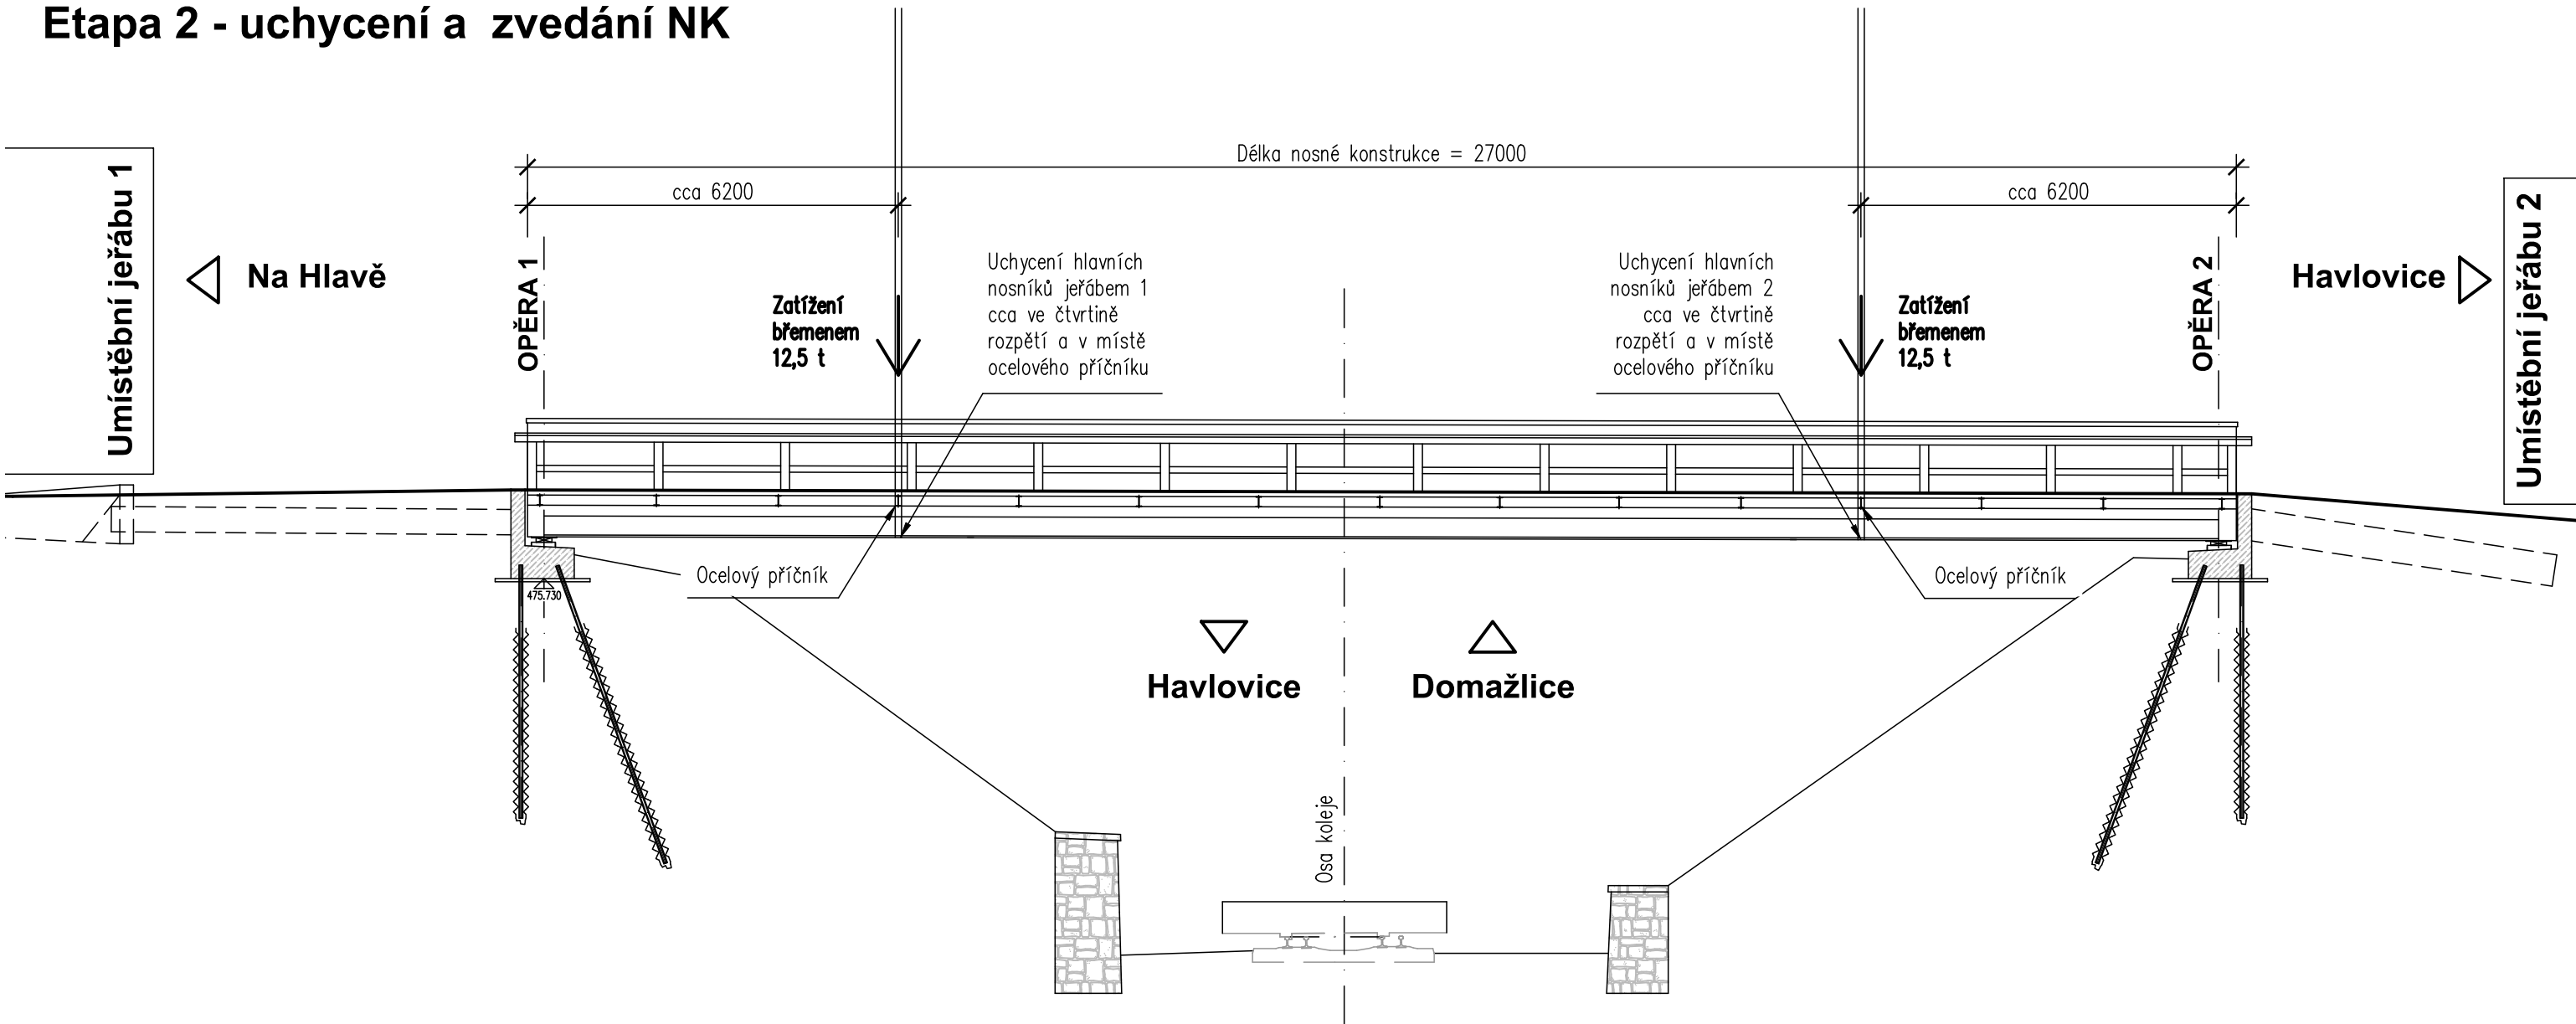 Etapa 2 - uchycení a  zvedání NK
Délka nosné konstrukce = 27000
cca 6200
cca 6200
Umístěbní jeřábu 1
Na Hlavě
OPĚRA 1
Zatížení
břemenem
12,5 t
Uchycení hlavních
nosníků jeřábem 1
cca ve čtvrtině
rozpětí a v místě
ocelového příčníku
Uchycení hlavních
nosníků jeřábem 2
cca ve čtvrtině
rozpětí a v místě
ocelového příčníku
Zatížení
břemenem
12,5 t
OPĚRA 2
Havlovice
Umístěbní jeřábu 2
475.730
Ocelový příčník
Ocelový příčník
Havlovice
Domažlice
Osa koleje